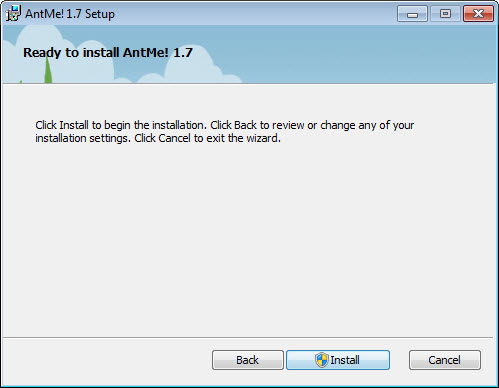 AntMe! 1.7 Setup
Ready to install AntMe! 1.7
Click Install to begin the installation. Click Back to review or change any of your
installation settings. Click Cancel to exit the wizard.
Back
Install
Cancel